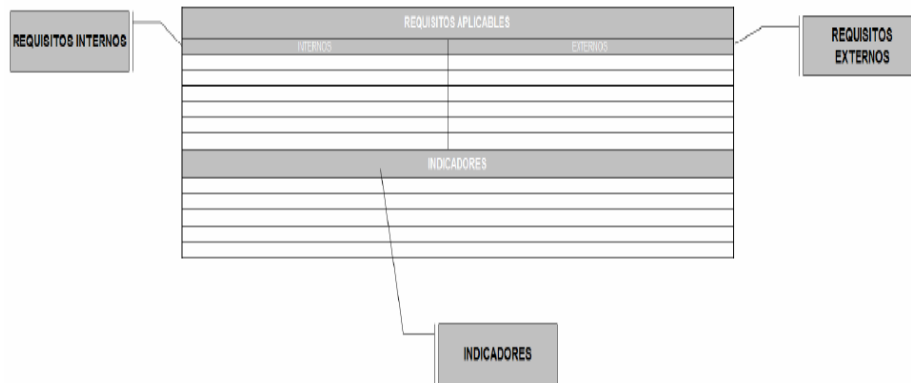 REQUISITOS INTERNOS
REQUISITOS APLICABLES
INTERNOS
EXTERNOS
REQUISITOS
EXTERNOS
INDICADORES
INDICADORES